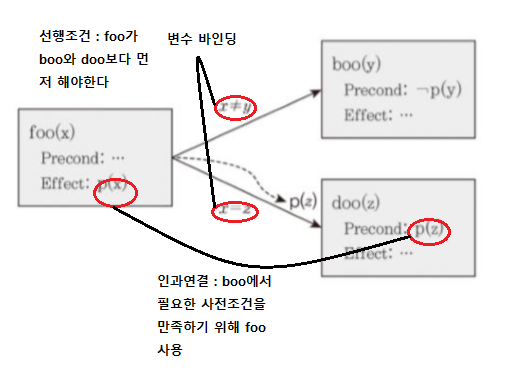 선행조건 : foo가
boo와 doo보다 먼
저 해야한다
변수 바인딩
x≠y
boo(y)
Precond: ¬p(y)
Effect: ⋯
foo(x)
Precond: ⋯
Effect: p(x)
p(z)
x=z
doo(z)
Precond: p(z)
Effect: ⋯
인과연결 : boo에서
필요한 사전조건을
만족하기 위해 foo
사용